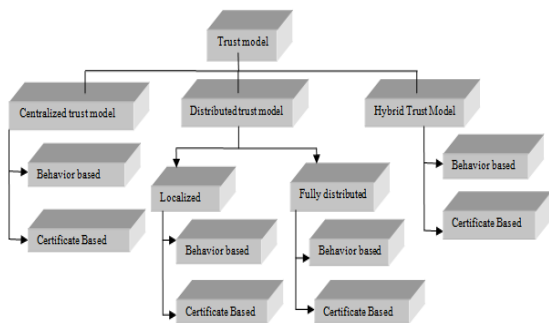 Trust model
Centralized trust model
Distributed trust model
Hybrid Trust Model
Behavior based
Behavior based
Localized
Fully distributed
Certificate Based
Certificate Based
Behavior based
Behavior based
Certificate Based
Certificate Based